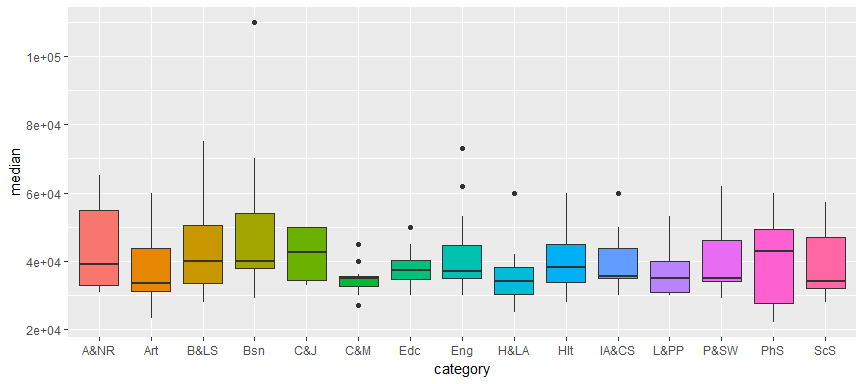 median
1e+05
8e+04
6e+04
4e+04
2e+04
A&NR Art B&LS Bsn C&J C&M Edc Eng H&LA Hlt IA&CS L&PP P&SW PhS ScS
category